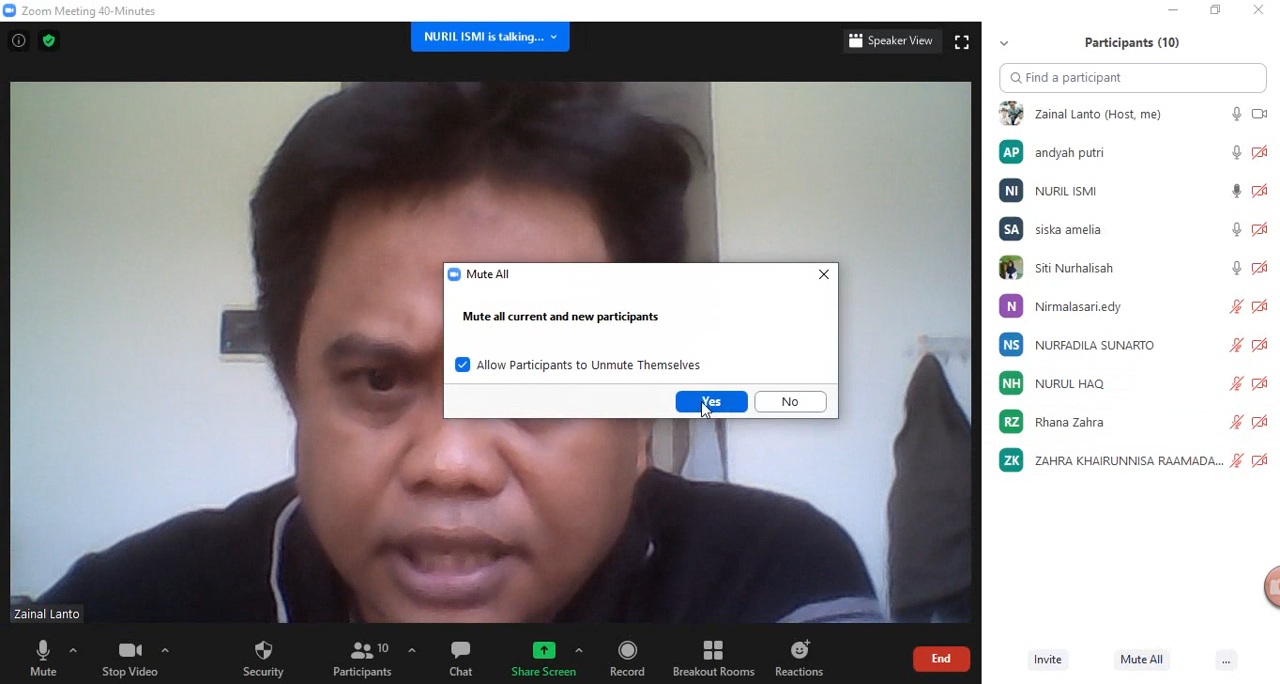 Zoom Meeting 40-Minutes
NURIL ISMI is talking...
Speaker View
Mute All
Mute all current and new participants
Allow Participants to Unmute Themselves
Yes
No
Zainal Lanto
Mute
Stop Video
Security
10
Participants
Chat
Share Screen
Record
Breakout Rooms
Reactions
End
Participants (10)
Find a participant
Zainal Lanto (Host, me)
AP andyah putri
NI NURIL ISMI
SA siska amelia
Siti Nurhalisah
N Nirmalasari.edy
NS NURFADILA SUNARTO
NH NURUL HAQ
RZ Rhana Zahra
ZK ZAHRA KHAIRUNNISA RAAMADA...
Invite
Mute All
...